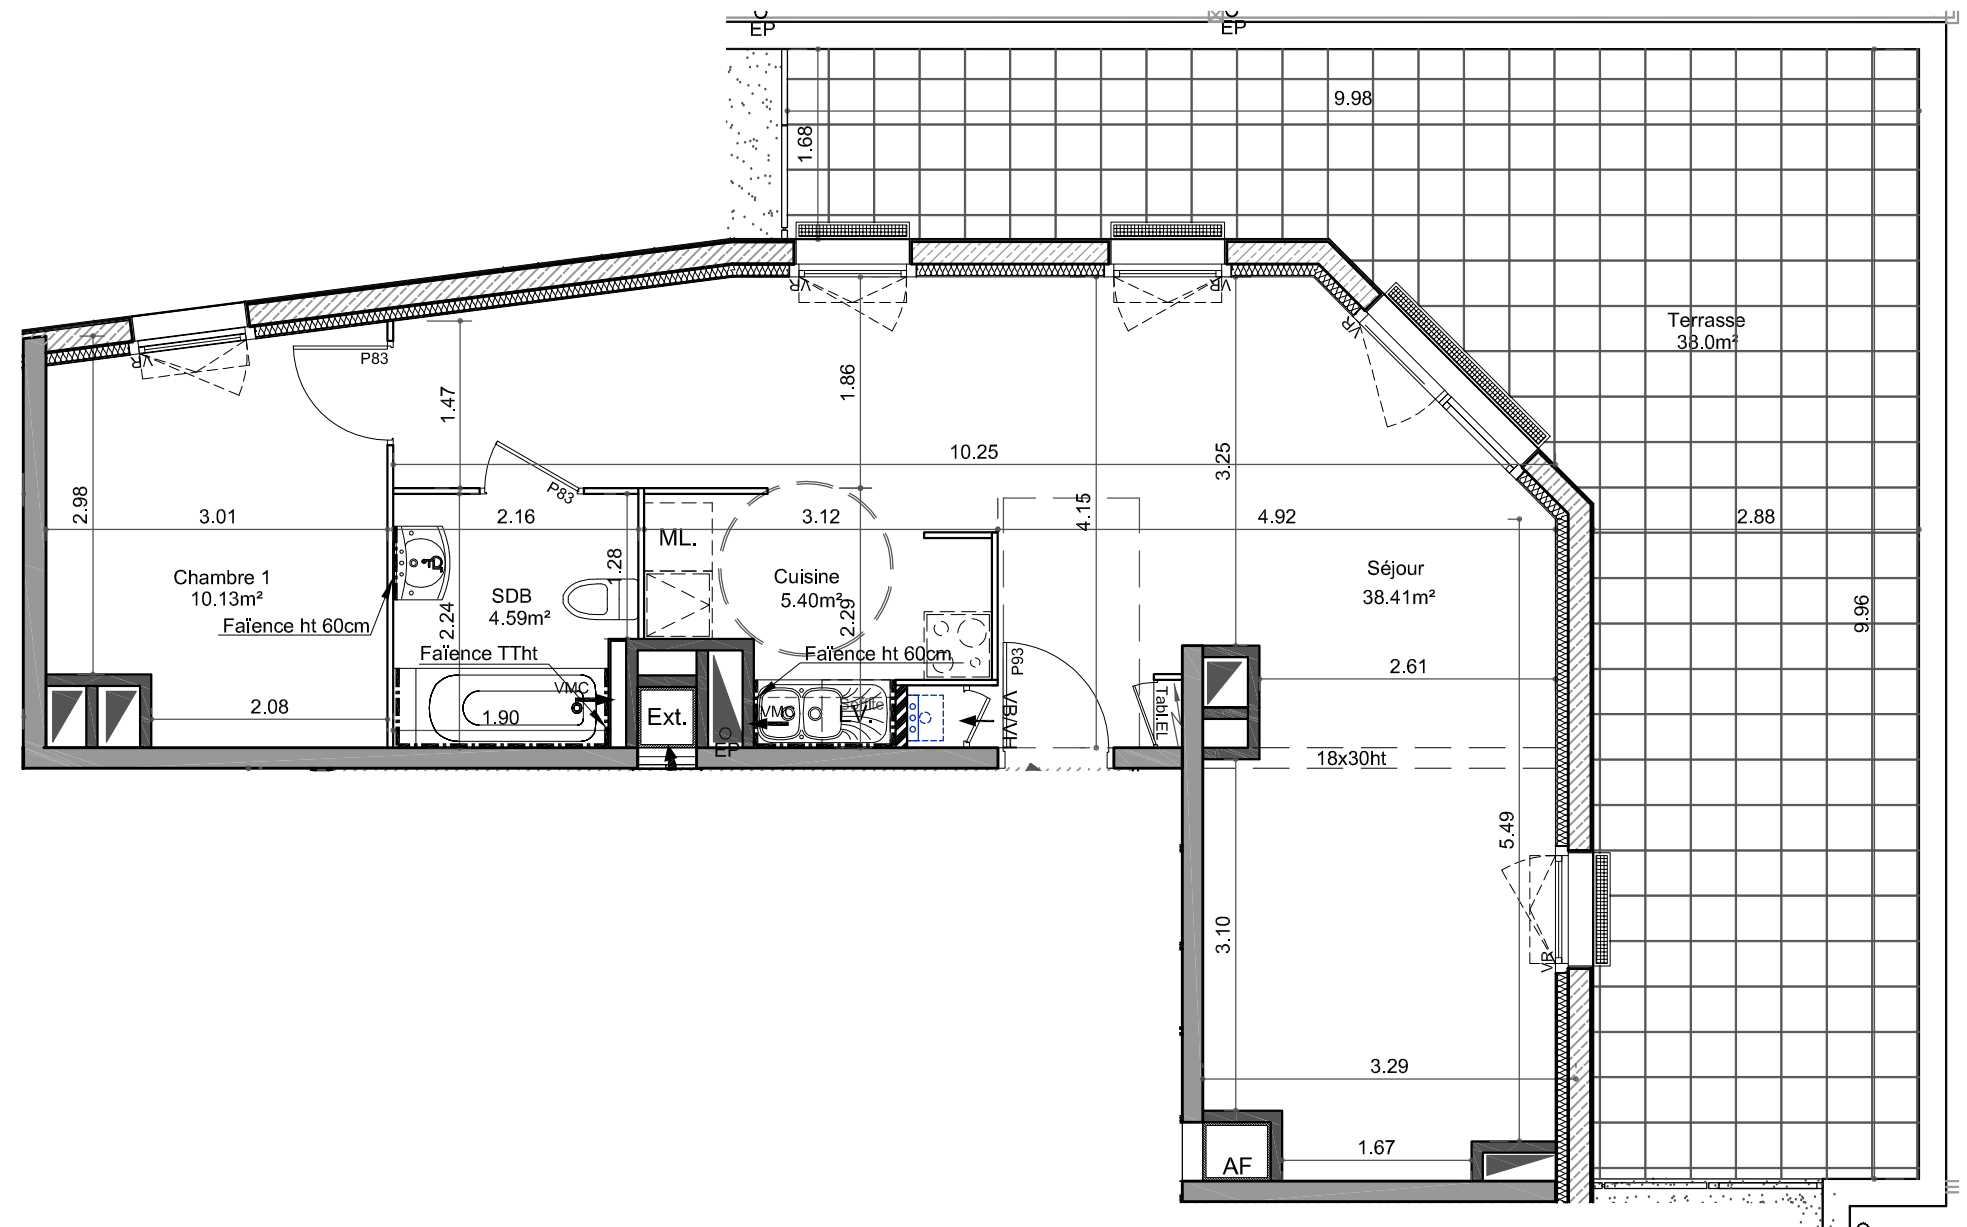 EP
EP
9.98
1.68
Terrasse
38.0m²
VR
VR
VR
VR
P83
1.47
1.86
10.25
3.25
4.15
2.98
3.01
P83
2.16
ML.
3.12
4.92
2.88
1.28
Chambre 1
10.13m²
Faïence ht 60cm
SDB
4.59m²
2.24
Cuisine
5.40m²
2.29
Séjour
38.41m²
9.96
Faïence TTht
Faïence ht 60cm
P93
2.61
VMC
2.08
1.90
Ext.
VMC
EP
VB/VH
Tabl.EL
18x30ht
5.49
3.10
VR
3.29
1.67
AF